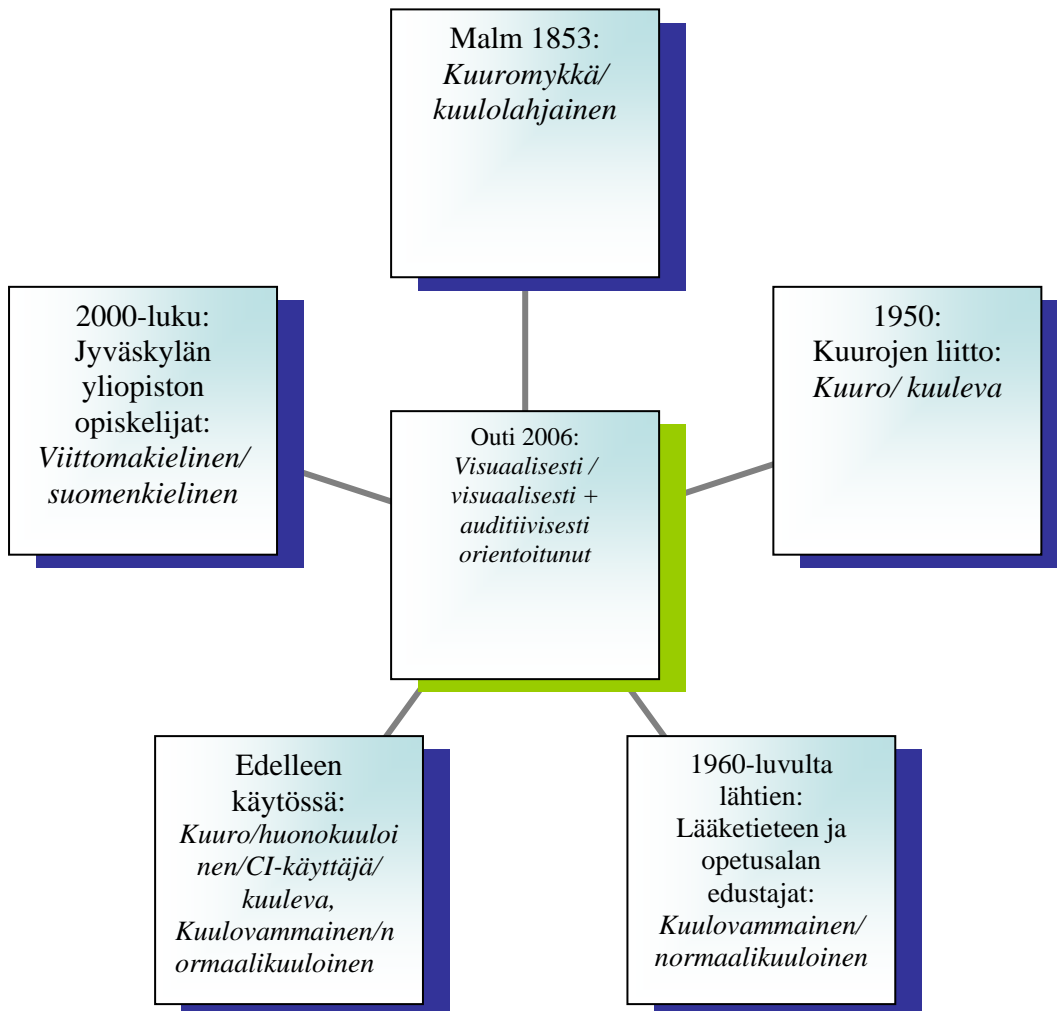 Malm 1853:
Kuuromykkä/
kuulolahjainen
2000-luku:
Jyväskylän
yliopiston
opiskelijat:
Viittomakielinen/
suomenkielinen
1950:
Kuurojen liitto:
Kuuro/ kuuleva
Outi 2006:
Visuaalisesti /
visuaalisesti +
auditiivisesti
orientoitunut
Edelleen
käytössä:
Kuuro/huonokuuloi
nen/CI-käyttäjä/
kuuleva,
Kuulovammainen/n
ormaalikuuloinen
1960-luvulta
lähtien:
Lääketieteen ja
opetusalan
edustajat:
Kuulovammainen/
normaalikuuloinen